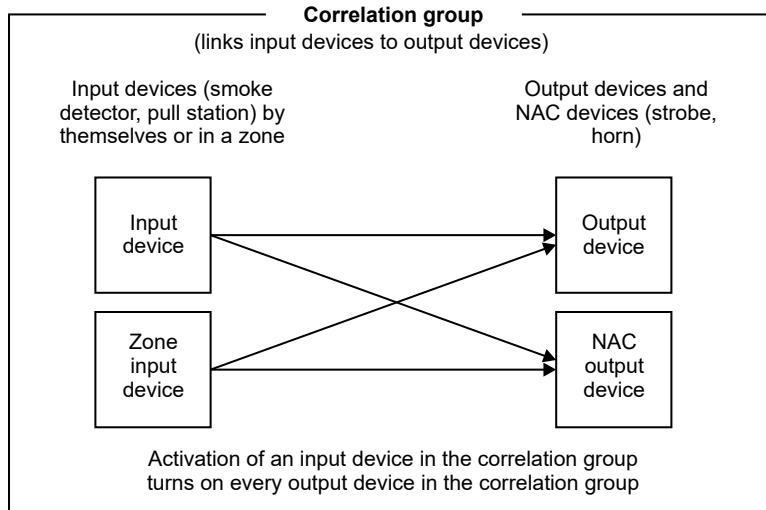 Correlation group
(links input devices to output devices)
Input devices (smoke
detector, pull station) by
themselves or in a zone
Output devices and
NAC devices (strobe,
horn)
Input
device
Output
device
Zone
input
device
NAC
output
device
Activation of an input device in the correlation group
turns on every output device in the correlation group